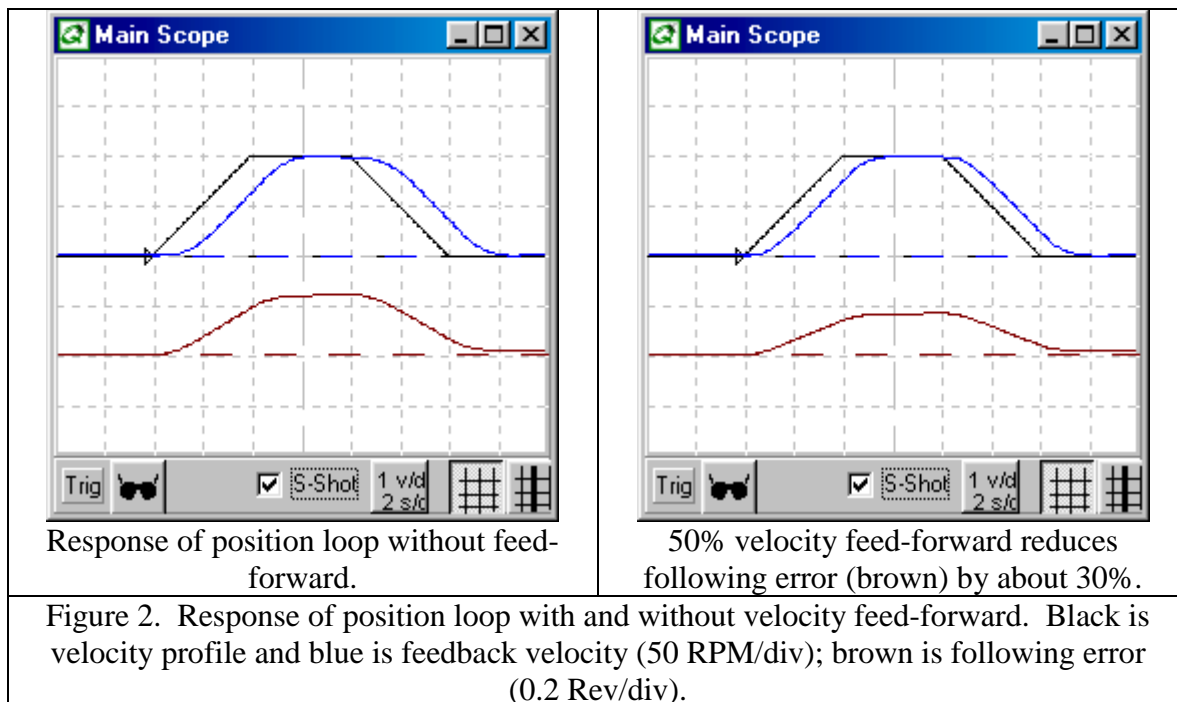 Main Scope
Trig
S-Shot
1 v/d
2 s/d
Response of position loop without feed-
forward.
Main Scope
Trig
S-Shot
1 v/d
2 s/d
50% velocity feed-forward reduces
following error (brown) by about 30%.
Figure 2. Response of position loop with and without velocity feed-forward. Black is
velocity profile and blue is feedback velocity (50 RPM/div); brown is following error
(0.2 Rev/div).